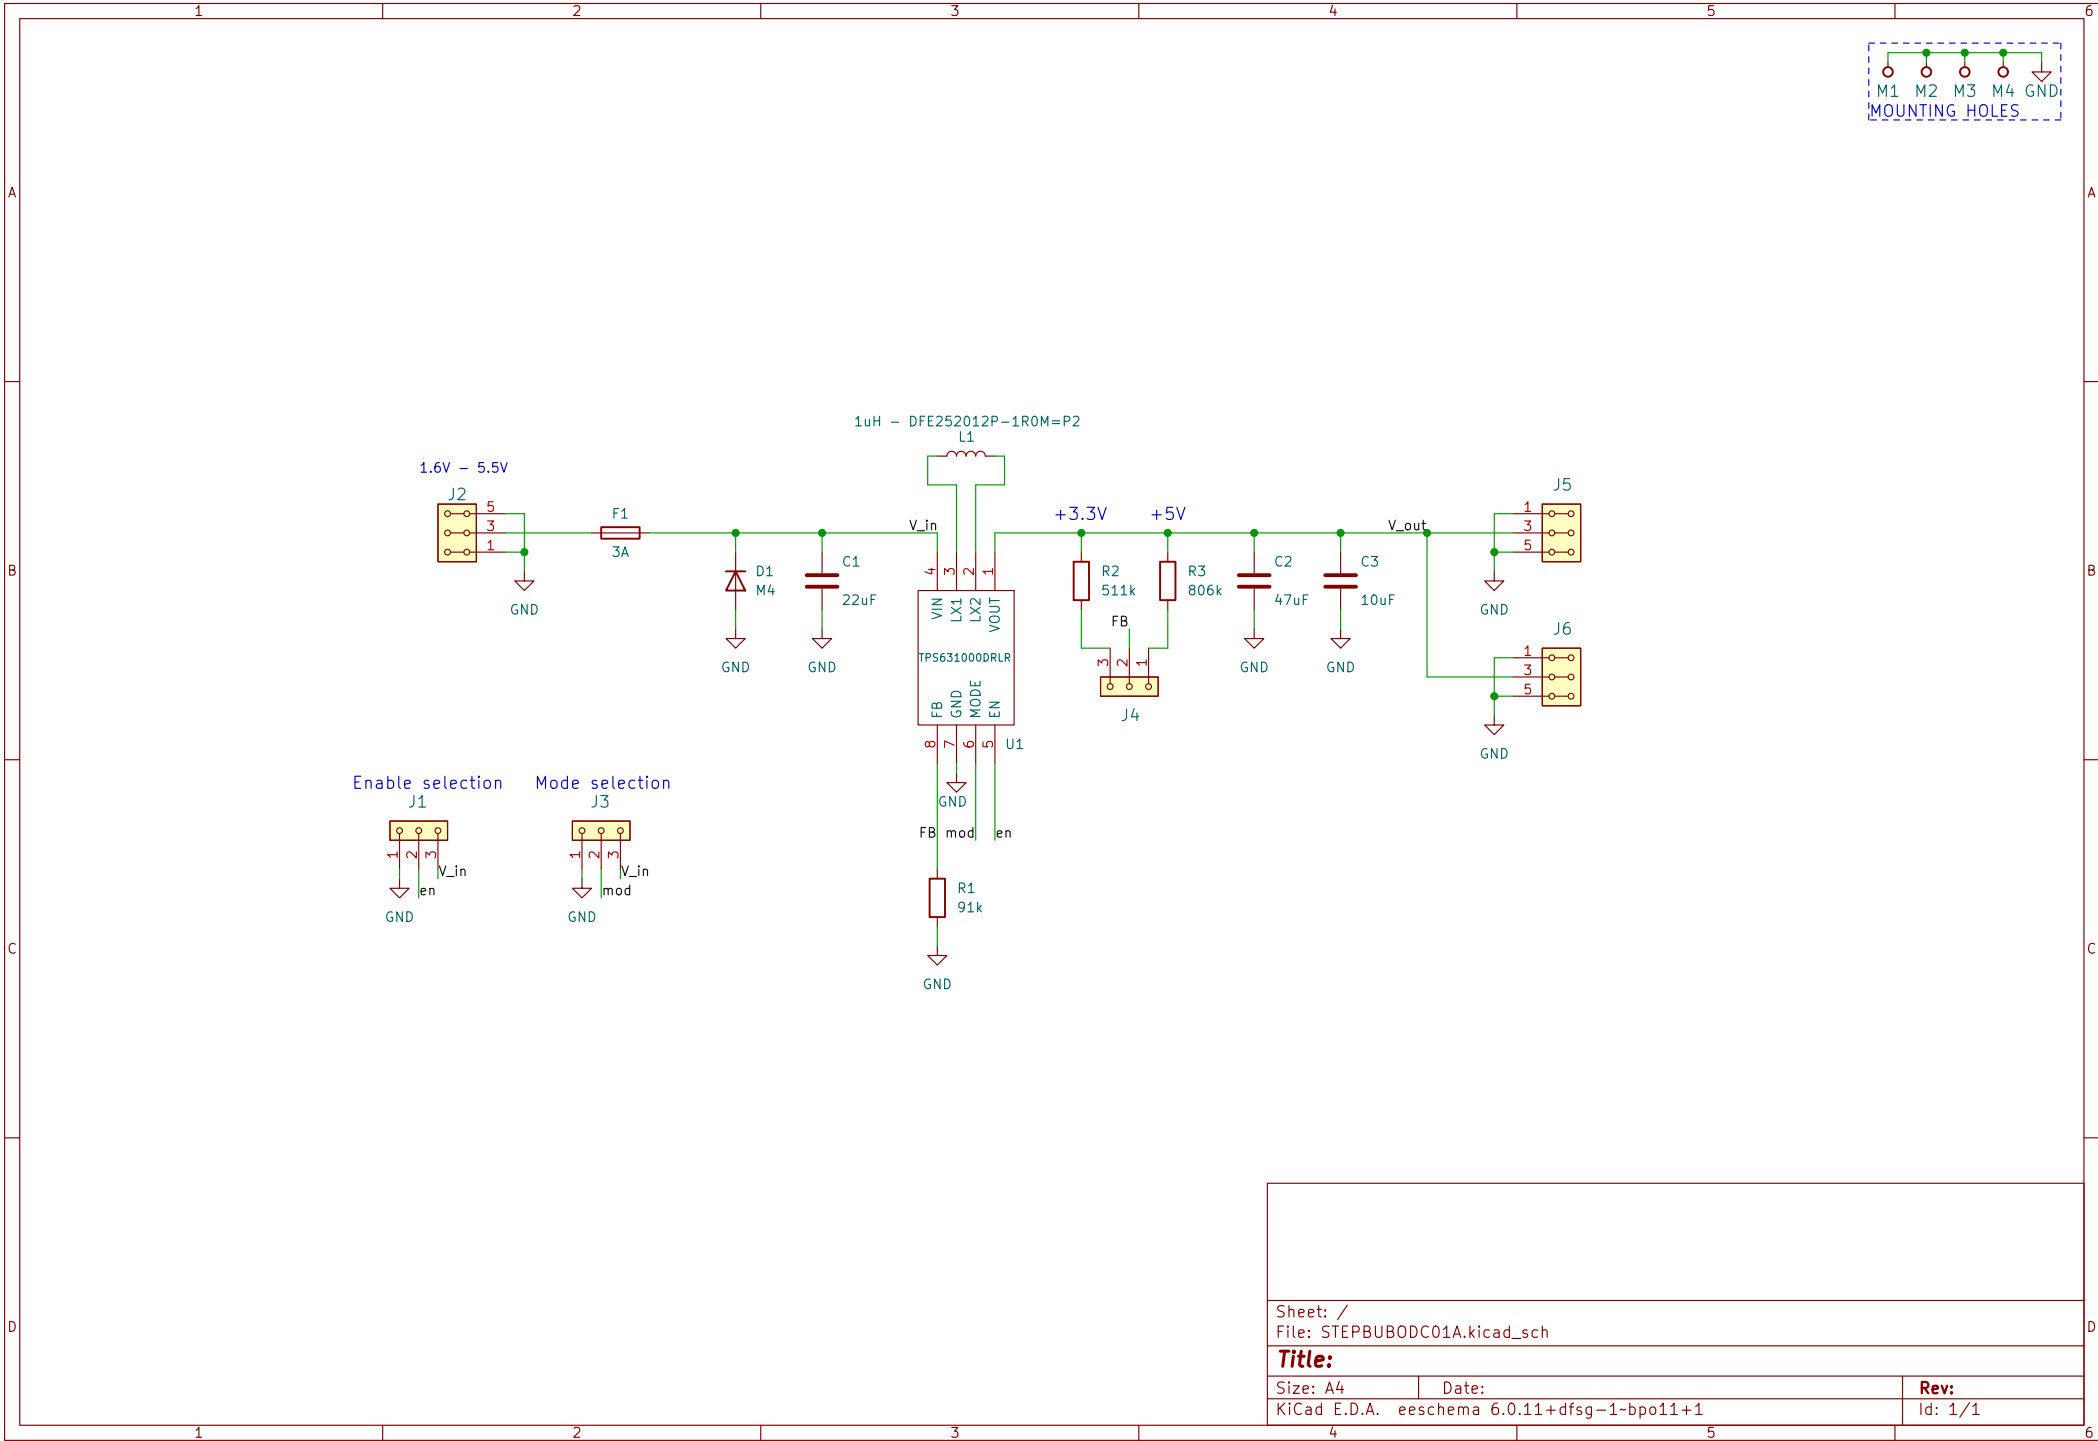 1 2 3 4 5 6
M1 M2 M3 M4 GND
MOUNTING HOLES
A A
1uH - DFE252012P-1R0M=P2
L1
1.6V - 5.5V
J2
5
3
1
GND
F1
3A
D1
M4
GND
C1
22uF
GND
V_in
4 3 2 1
VIN LX1 LX2 VOUT
TPS631000DRLR
FB GND MODE EN
8 7 6 5
U1
GND
FB mod en
R1
91k
GND
+3.3V +5V
R2
511k
R3
806k
FB
3 2 1
J4
C2
47uF
GND
C3
10uF
GND
V_out
J5
1
3
5
GND
J6
1
3
5
GND
B B
Enable selection
J1
1 2 3
V_in
en
GND
Mode selection
J3
1 2 3
V_in
mod
GND
C C
D D
Sheet: /
File: STEPBUBODC01A.kicad_sch
Title:
Size: A4 Date: Rev:
KiCad E.D.A. eeschema 6.0.11+dfsg-1~bpo11+1 Id: 1/1
1 2 3 4 5 6